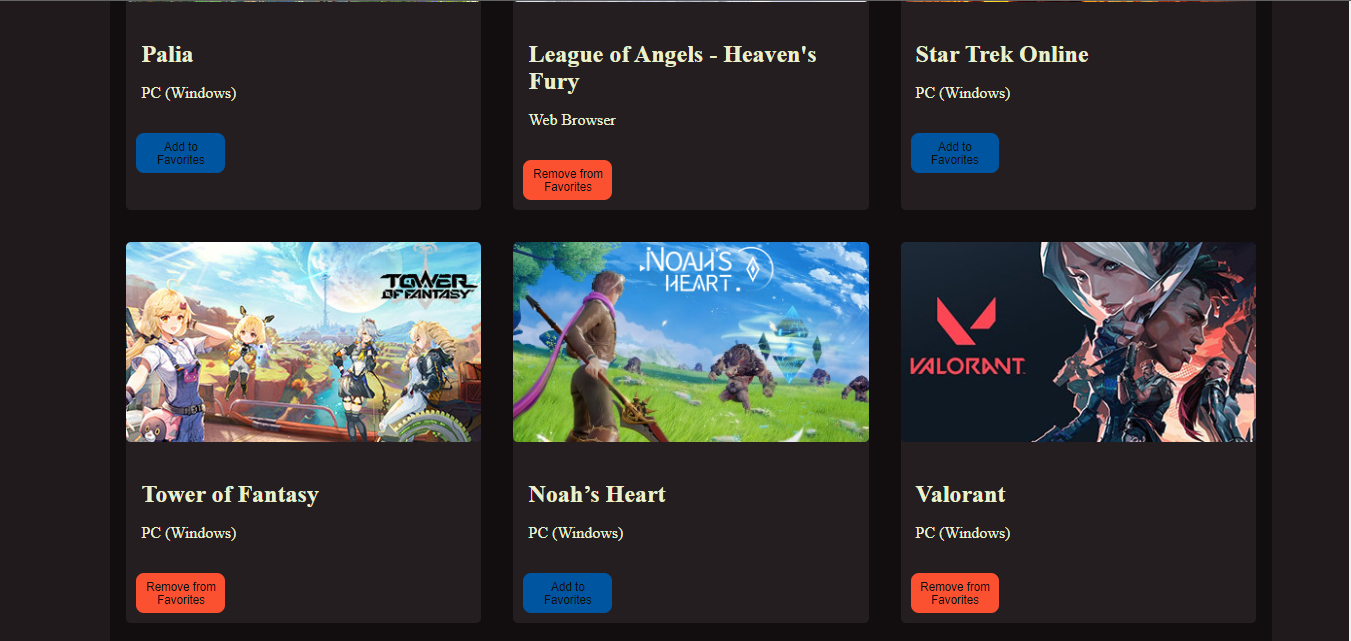 Palia
PC (Windows)
Add to
Favorites
League of Angels - Heaven's
Fury
Web Browser
Remove from
Favorites
Star Trek Online
PC (Windows)
Add to
Favorites
TOWER
OF FANTASY
Tower of Fantasy
PC (Windows)
Remove from
Favorites
NOAH'S
HEART
Noah’s Heart
PC (Windows)
Add to
Favorites
VALORANT
Valorant
PC (Windows)
Remove from
Favorites